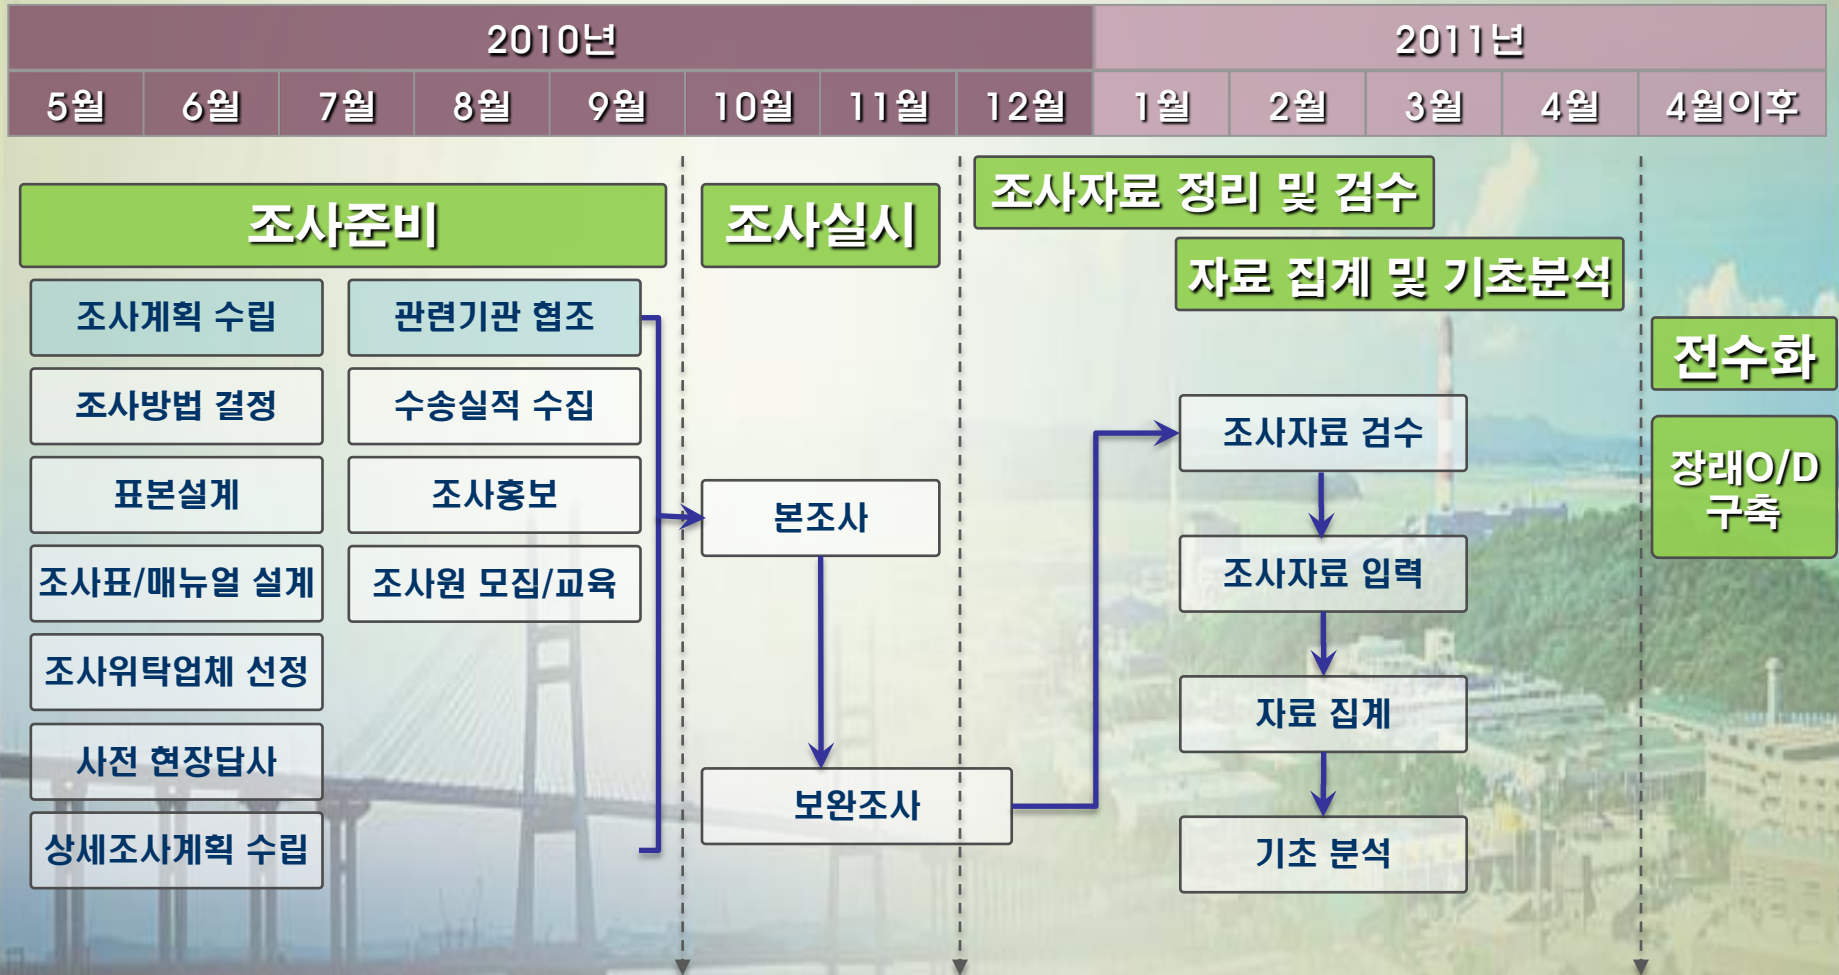 2010년
2011년
5월 6월 7월 8월 9월 10월 11월 12월 1월 2월 3월 4월 4월이후
조사준비
조사실시
조사자료 정리 및 검수
자료 집계 및 기초분석
전수화
장래O/D
구축
조사계획 수립
조사방법 결정
표본설계
조사표/매뉴얼 설계
조사위탁업체 선정
사전 현장답사
상세조사계획 수립
관련기관 협조
수송실적 수집
조사홍보
조사원 모집/교육
본조사
보완조사
조사자료 검수
조사자료 입력
자료 집계
기초 분석